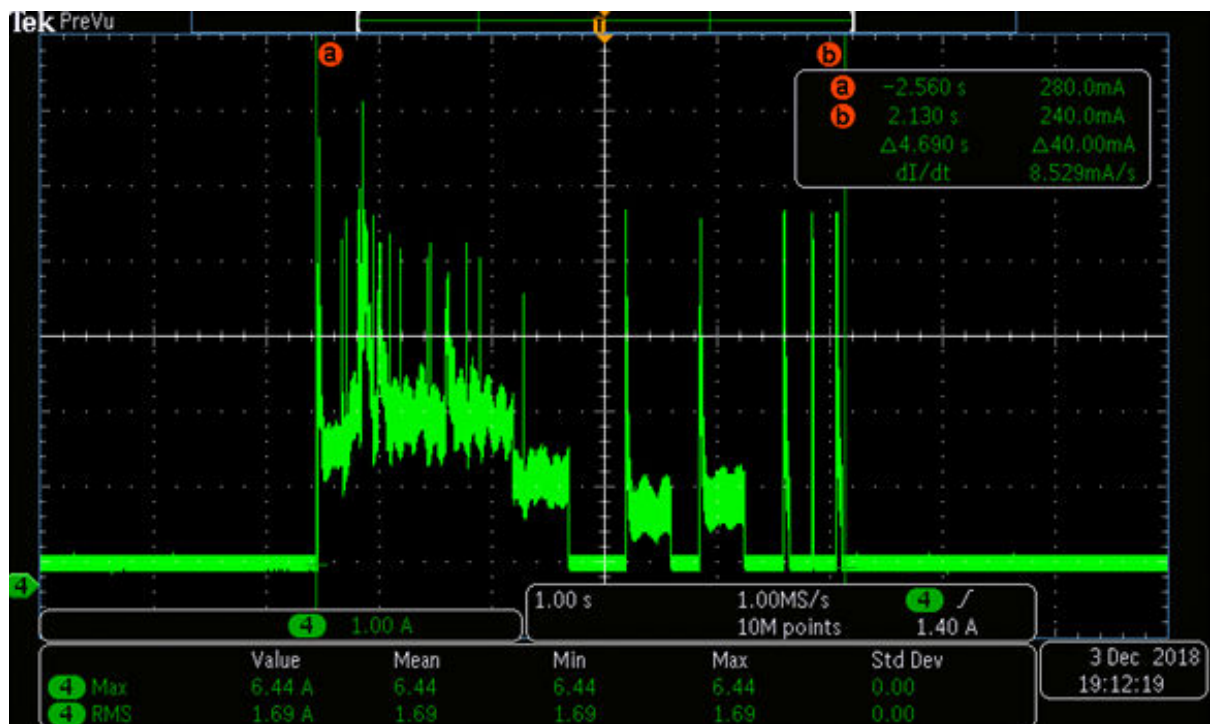 Tek PreVu
T
a b
a -2.560 s 280.0mA
b 2.130 s 240.0mA
△4.690 s △40.00mA
dI/dt 8.529mA/s
4
4 1.00 A
1.00 s 1.00MS/s 4 /
10M points 1.40 A
Value Mean Min Max Std Dev
4 Max 6.44 A 6.44 6.44 6.44 0.00
4 RMS 1.69 A 1.69 1.69 1.69 0.00
3 Dec 2018
19:12:19